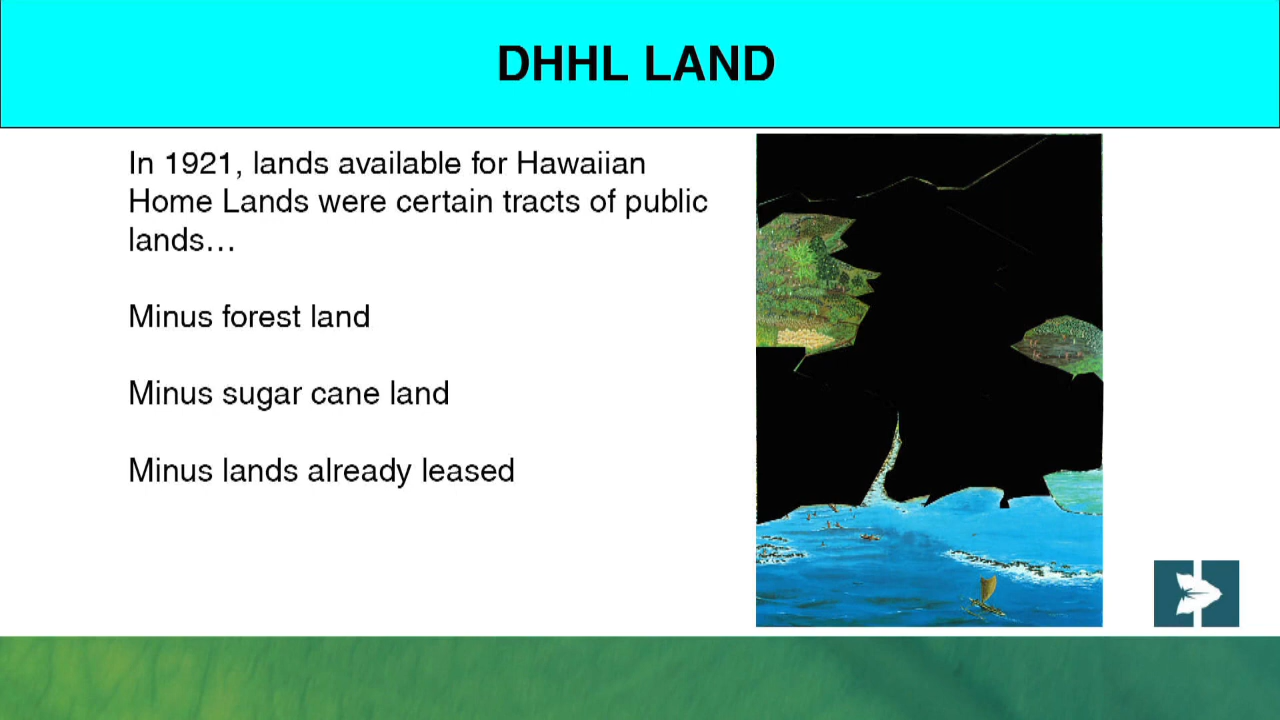 DHHL LAND
In 1921, lands available for Hawaiian
Home Lands were certain tracts of public
lands…
Minus forest land
Minus sugar cane land
Minus lands already leased